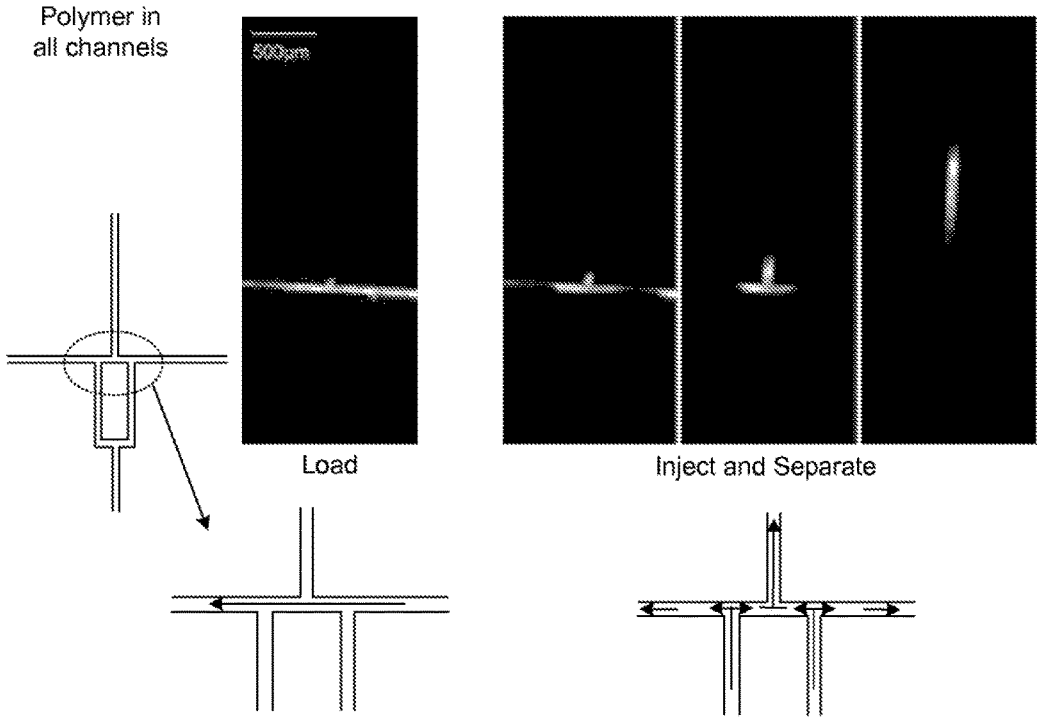 Polymer in
all channels
500µm
Load
Inject and Separate